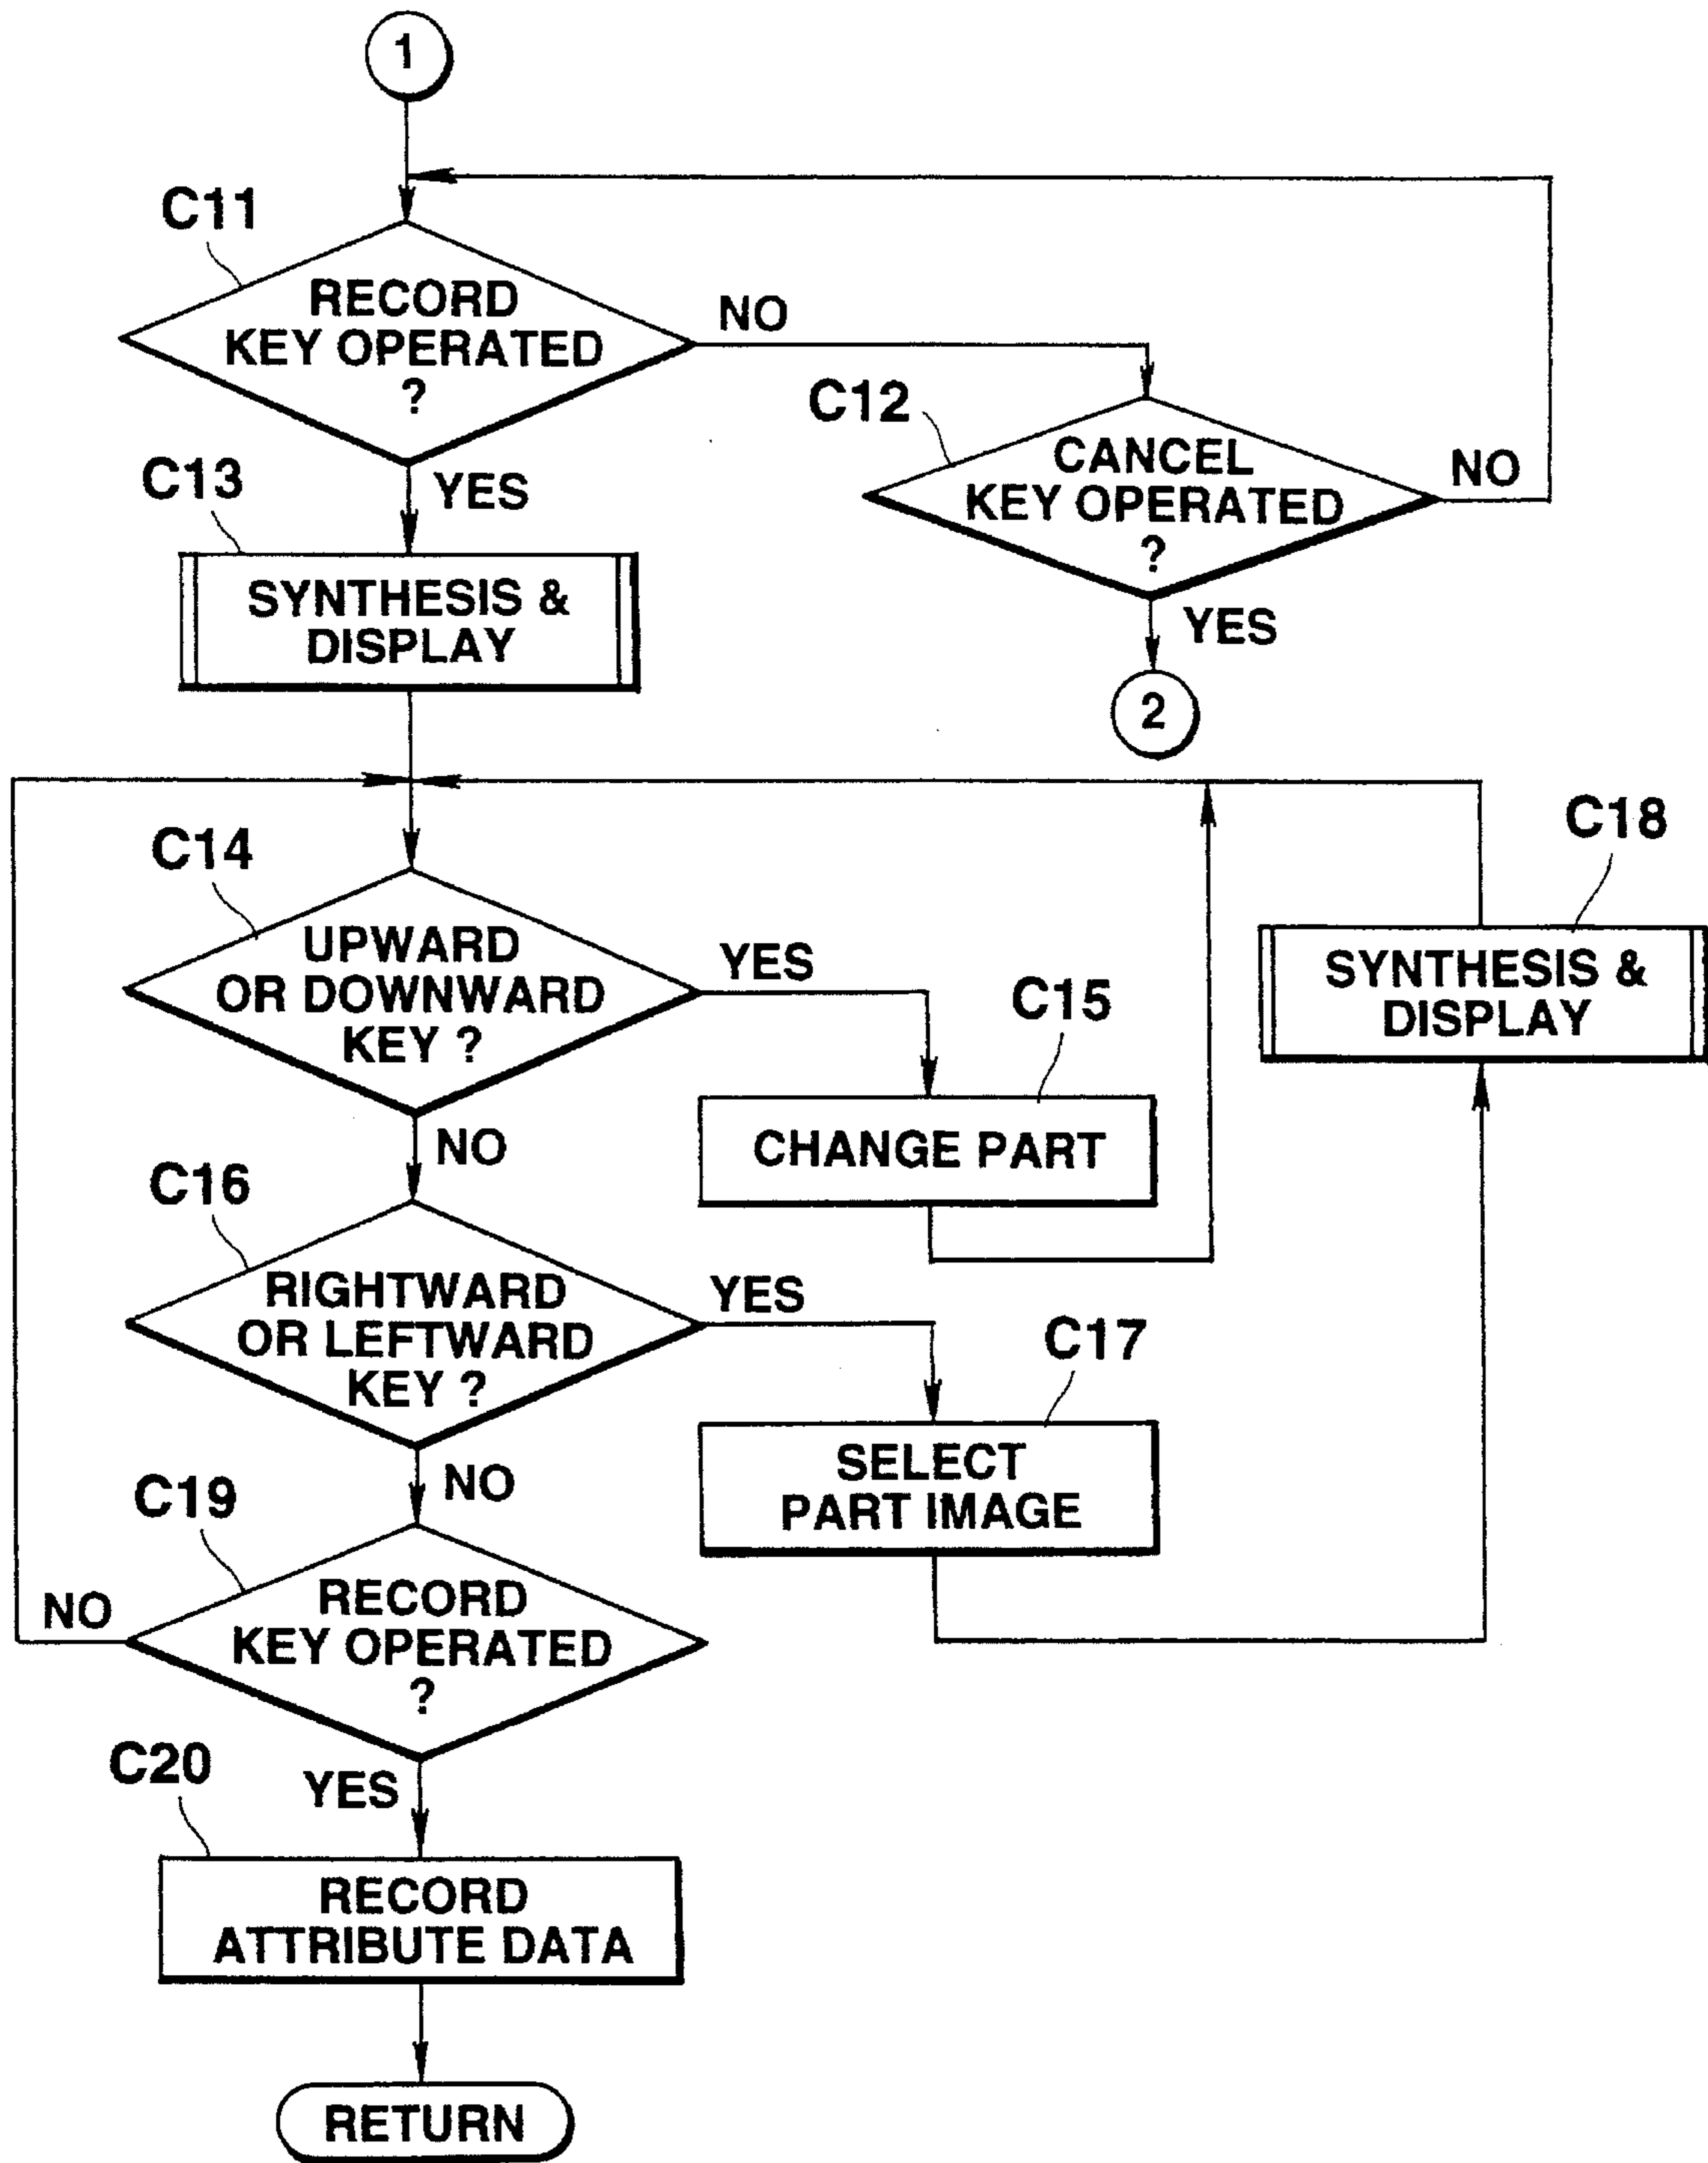 1
C11
RECORD
KEY OPERATED
?
NO
C12
CANCEL
KEY OPERATED
?
NO
YES
2
YES
C13
SYNTHESIS &
DISPLAY
C14
UPWARD
OR DOWNWARD
KEY ?
YES
C15
CHANGE PART
C18
SYNTHESIS &
DISPLAY
NO
C16
RIGHTWARD
OR LEFTWARD
KEY ?
YES
C17
SELECT
PART IMAGE
NO
C19
RECORD
KEY OPERATED
?
NO
YES
C20
RECORD
ATTRIBUTE DATA
RETURN